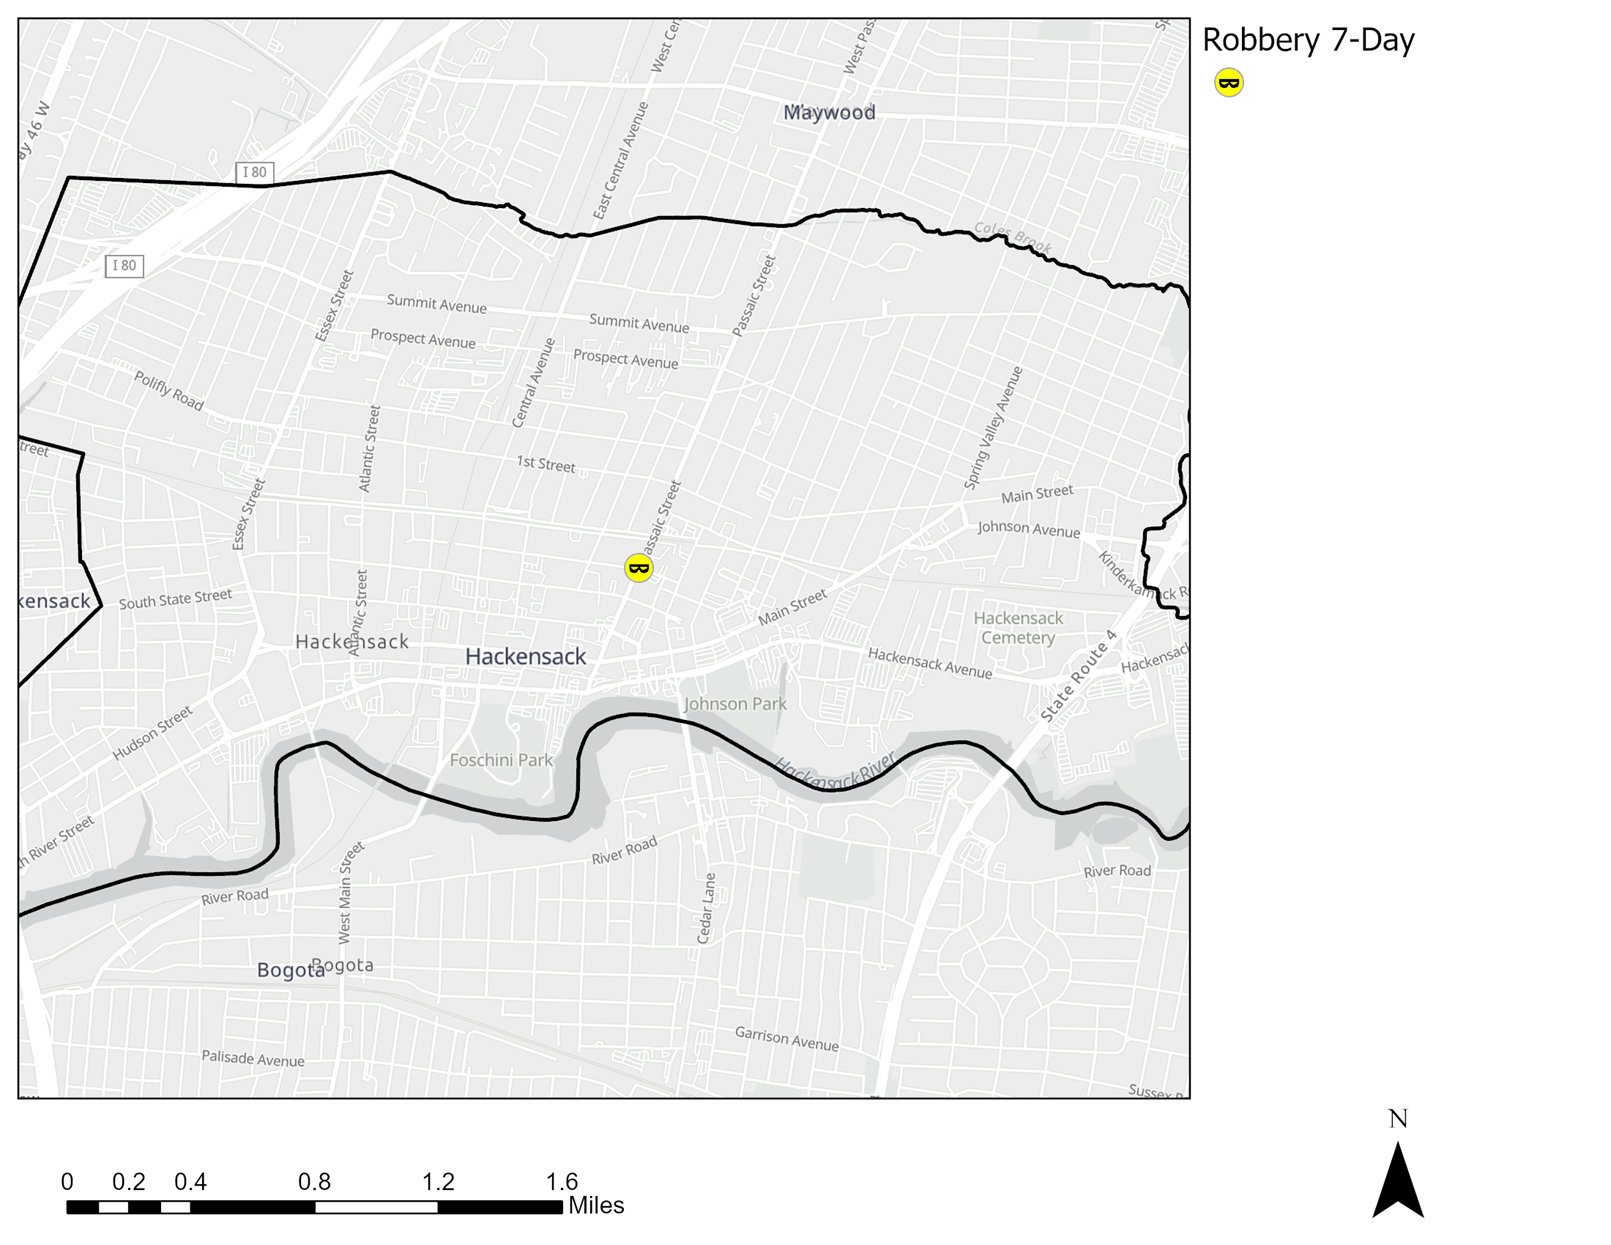 Robbery 7-Day
B
West Cen
West Pass
Sp
ay 46 W
Maywood
Maywood
East Central Avenue
I 80
Coles Brook
I 80
Essex Street
Summit Avenue
Summit Avenue
Passaic Street
Prospect Avenue
Prospect Avenue
Polifly Road
Central Avenue
Spring Valley Avenue
Atlantic Street
treet
1st Street
Main Street
Essex Street
assaic Street
Johnson Avenue
B
Kinderkamack R
kensack
South State Street
Atlantic Street
Main Street
Hackensack
Cemetery
Hackensack
Hackensack
Hackensack Avenue
Hackensack
State Route 4
Johnson Park
Hudson Street
Foschini Park
Hackensack River
th River Street
River Road
River Road
River Road
West Main Street
Cedar Lane
Bogota
Bogota
Garrison Avenue
Palisade Avenue
Sussex R
N
0 0.2 0.4 0.8 1.2 1.6
Miles